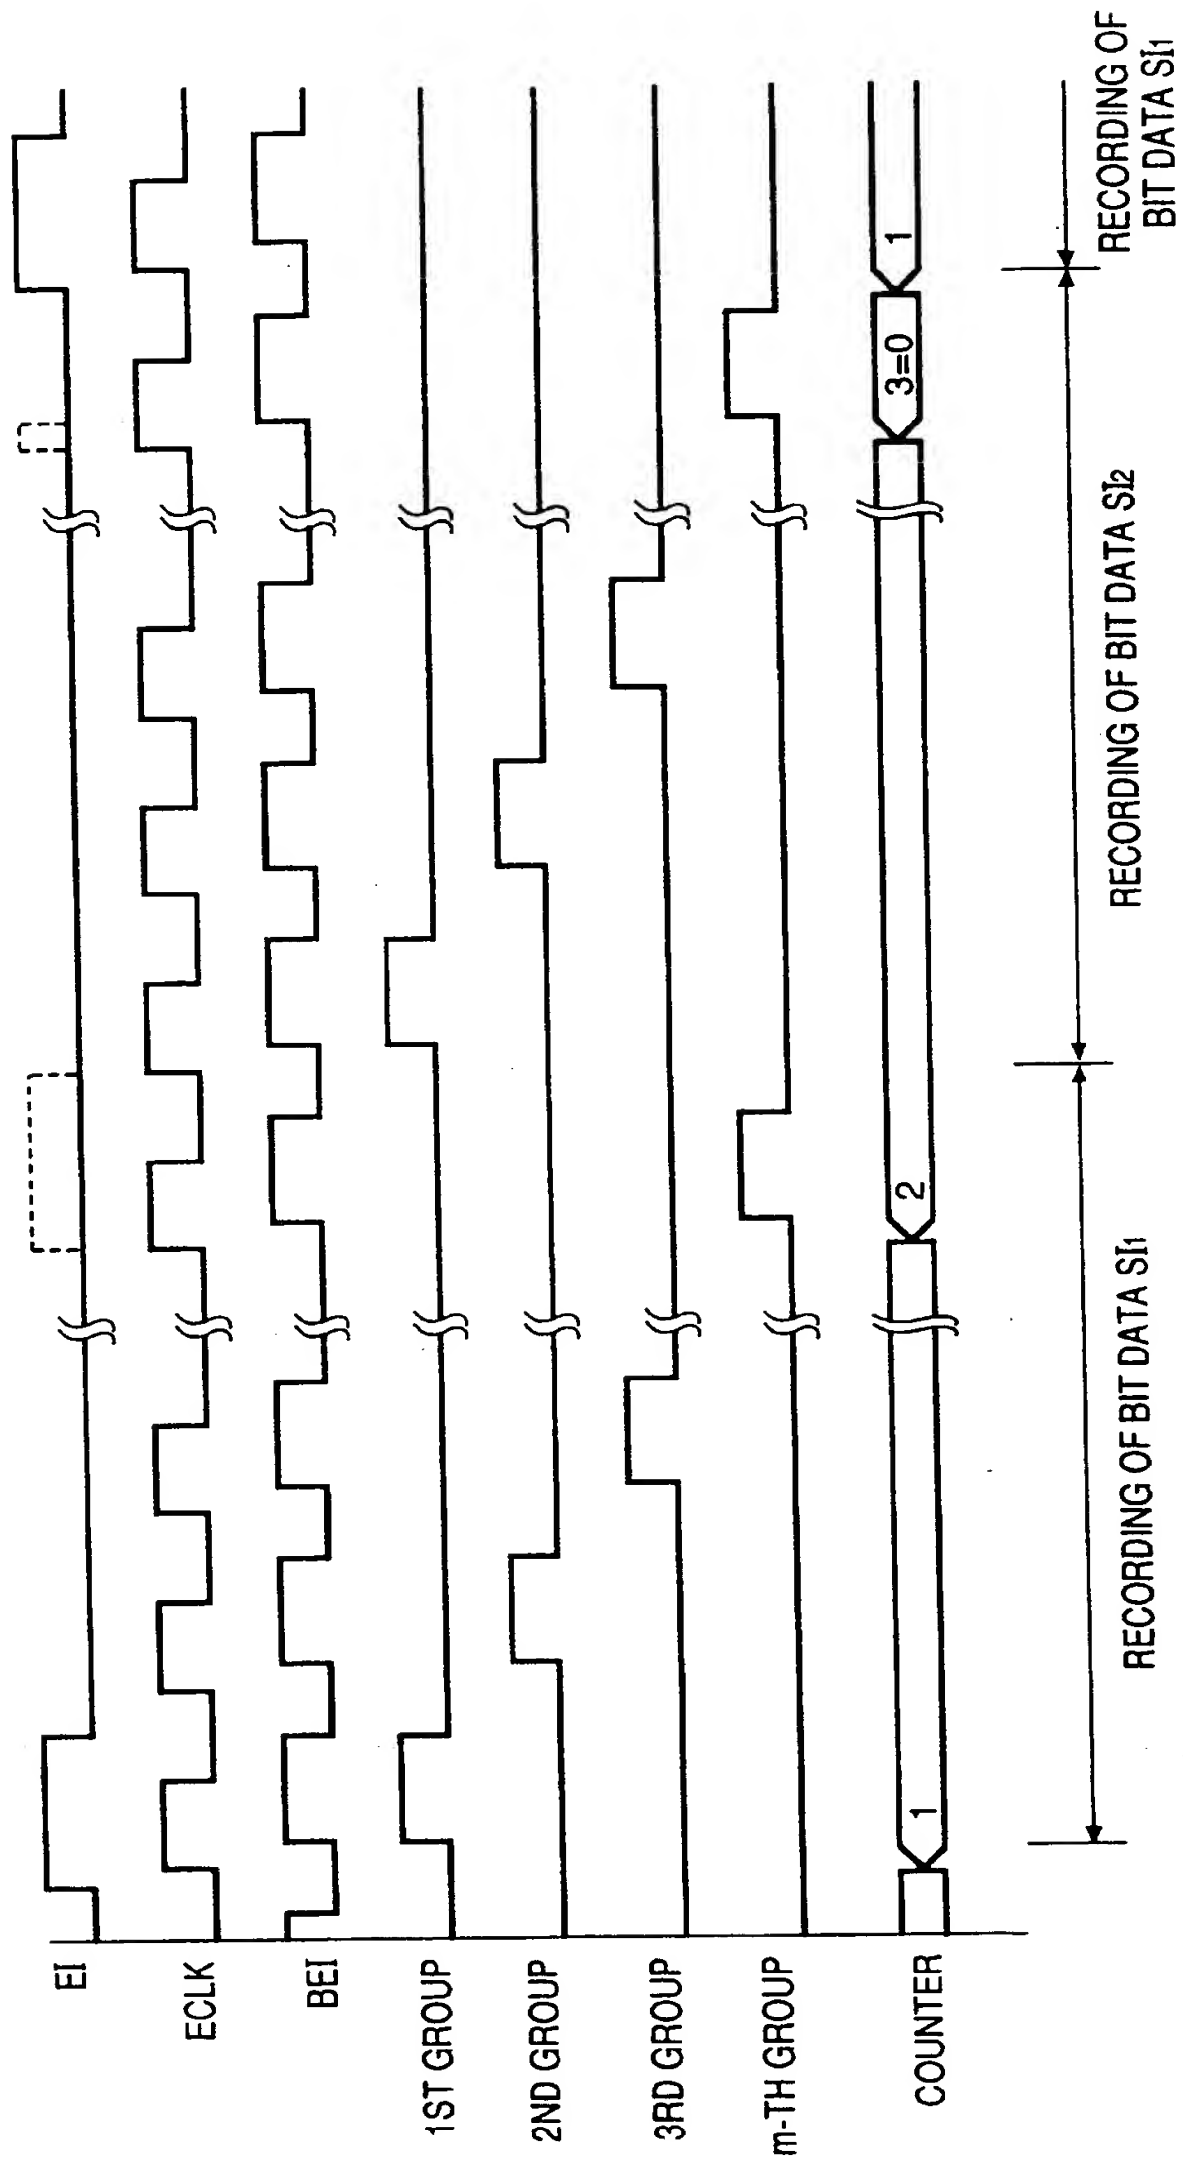 EI
ECLK
BEI
1ST GROUP
2ND GROUP
3RD GROUP
m-TH GROUP
COUNTER
1
2
3=0
1
RECORDING OF BIT DATA SI1
RECORDING OF BIT DATA SI2
RECORDING OF
BIT DATA SI1